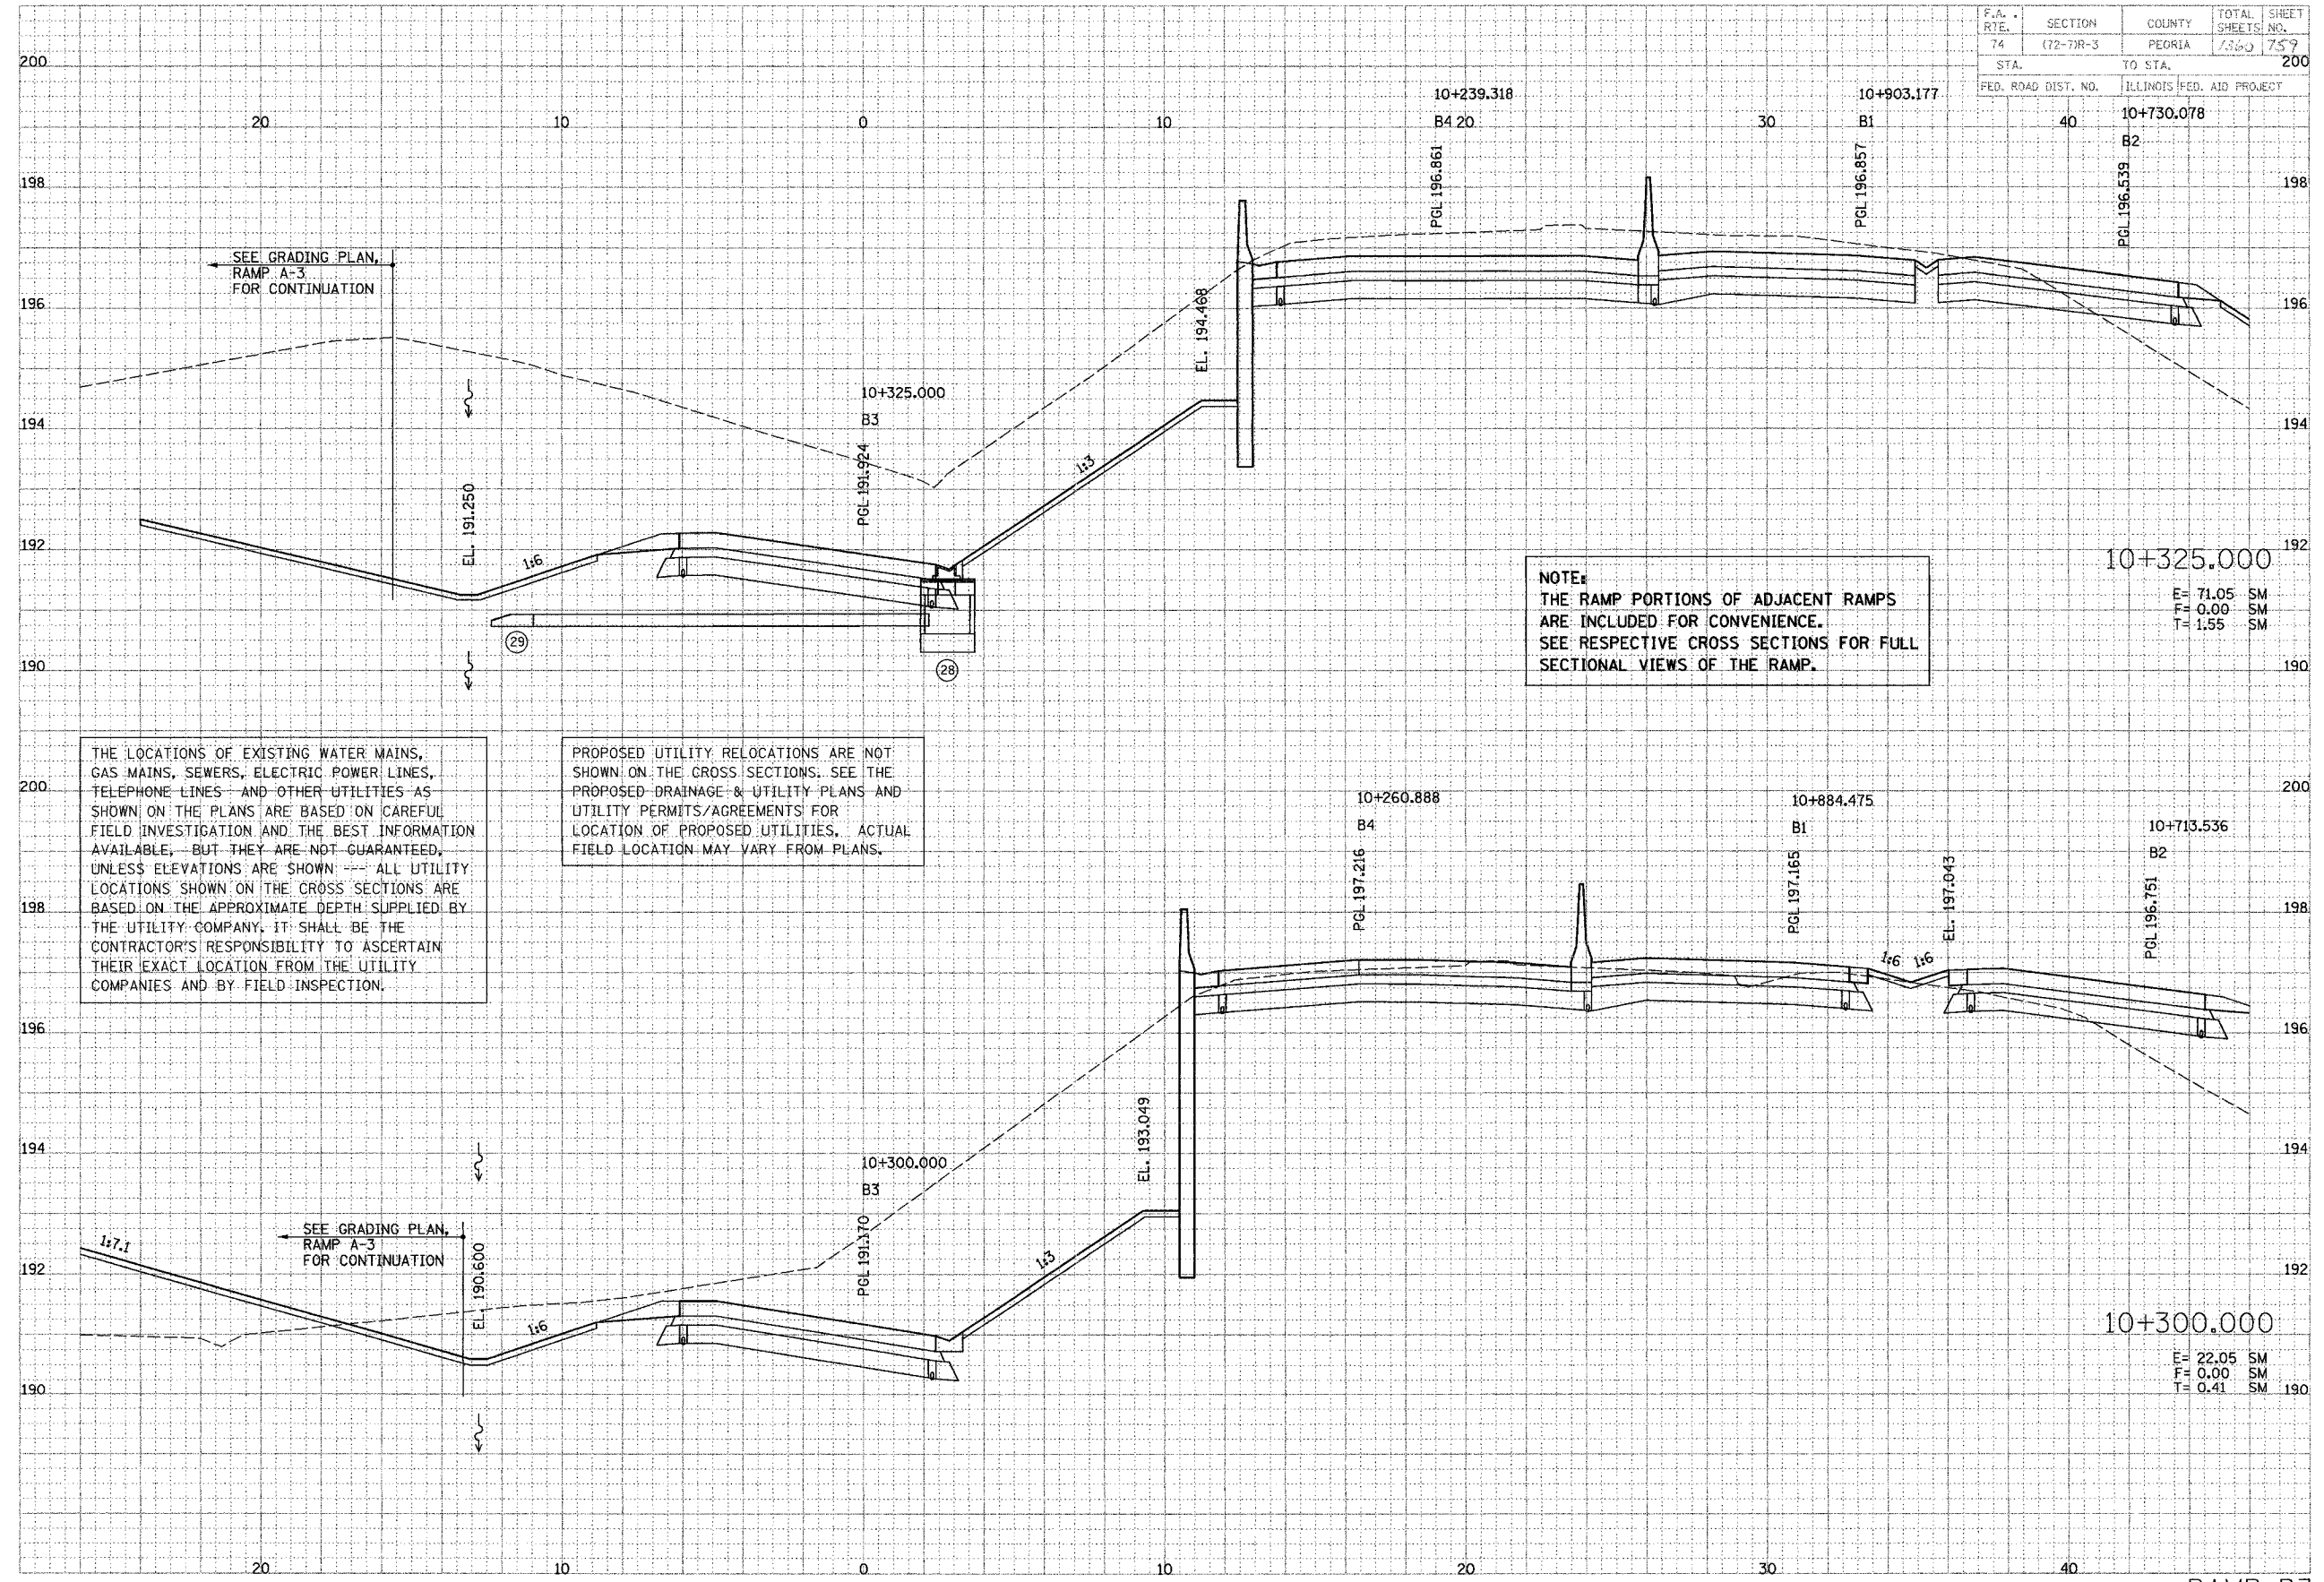 F.A. RTE. SECTION COUNTY TOTAL SHEETS SHEET NO.
74 (72-7)R-3 PEORIA 1360 759
STA. TO STA.
FED. ROAD DIST. NO. ILLINOIS FED. AID PROJECT
200 200
20 10 0 10 20 30 40
10+239.318
B4
PGL 196.861
10+903.177
B1
PGL 196.857
10+730.078
B2
PGL 196.539
198 198
SEE GRADING PLAN,
RAMP A-3
FOR CONTINUATION
196 196
EL. 194.468
10+325.000
B3
PGL 191.924
194 194
1:3
EL. 191.250
1:6
192 192
10+325.000
E= 71.05 SM
F= 0.00 SM
T= 1.55 SM
NOTE:
THE RAMP PORTIONS OF ADJACENT RAMPS
ARE INCLUDED FOR CONVENIENCE.
SEE RESPECTIVE CROSS SECTIONS FOR FULL
SECTIONAL VIEWS OF THE RAMP.
29
28
190 190
THE LOCATIONS OF EXISTING WATER MAINS,
GAS MAINS, SEWERS, ELECTRIC POWER LINES,
TELEPHONE LINES AND OTHER UTILITIES AS
SHOWN ON THE PLANS ARE BASED ON CAREFUL
FIELD INVESTIGATION AND THE BEST INFORMATION
AVAILABLE, BUT THEY ARE NOT GUARANTEED,
UNLESS ELEVATIONS ARE SHOWN --- ALL UTILITY
LOCATIONS SHOWN ON THE CROSS SECTIONS ARE
BASED ON THE APPROXIMATE DEPTH SUPPLIED BY
THE UTILITY COMPANY. IT SHALL BE THE
CONTRACTOR'S RESPONSIBILITY TO ASCERTAIN
THEIR EXACT LOCATION FROM THE UTILITY
COMPANIES AND BY FIELD INSPECTION.
PROPOSED UTILITY RELOCATIONS ARE NOT
SHOWN ON THE CROSS SECTIONS. SEE THE
PROPOSED DRAINAGE & UTILITY PLANS AND
UTILITY PERMITS/AGREEMENTS FOR
LOCATION OF PROPOSED UTILITIES. ACTUAL
FIELD LOCATION MAY VARY FROM PLANS.
200 200
10+260.888
B4
PGL 197.216
10+884.475
B1
PGL 197.165
EL. 197.043
10+713.536
B2
PGL 196.751
198 198
1:6 1:6
196 196
EL. 193.049
194 194
10+300.000
B3
PGL 191.170
SEE GRADING PLAN,
RAMP A-3
FOR CONTINUATION
1:7.1
EL. 190.600
1:3
192 192
1:6
10+300.000
E= 22.05 SM
F= 0.00 SM
T= 0.41 SM
190 190
20 10 0 10 20 30 40